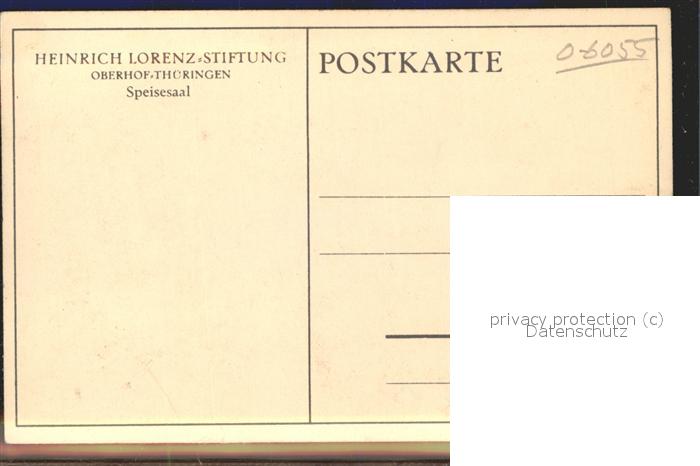 HEINRICH LORENZ=STIFTUNG
OBERHOF=THÜRINGEN
Speisesaal
POSTKARTE
0-6055
privacy protection (c)
Datenschutz